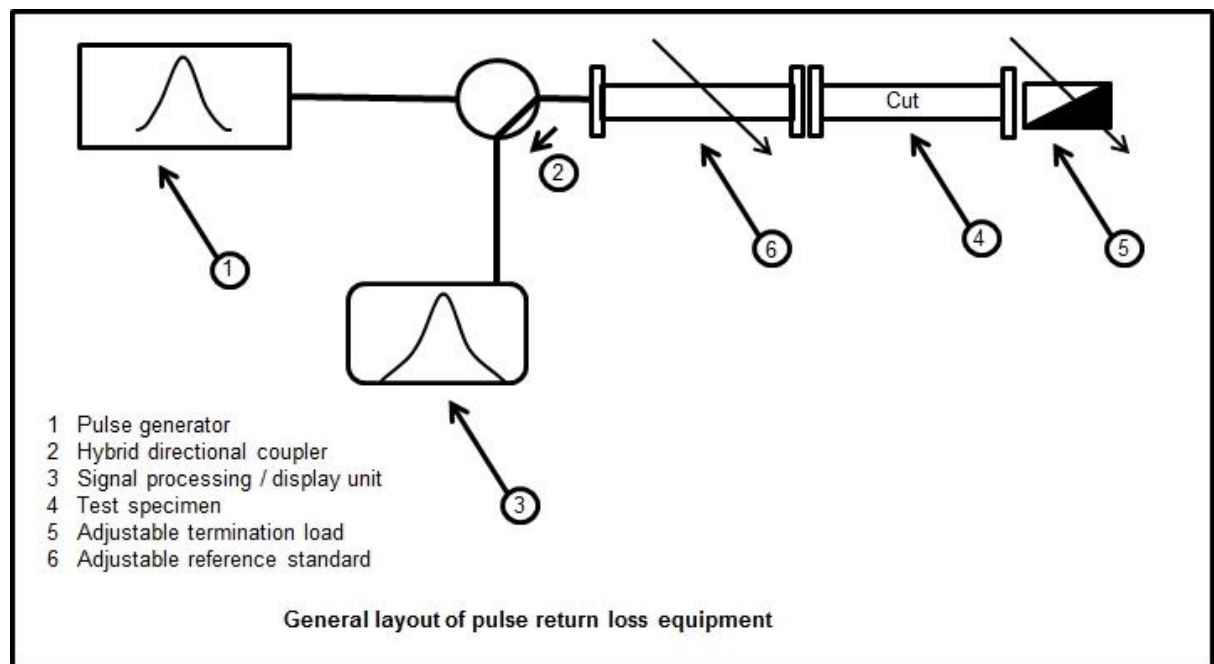 Cut
2
1
6
4
5
3
1 Pulse generator
2 Hybrid directional coupler
3 Signal processing / display unit
4 Test specimen
5 Adjustable termination load
6 Adjustable reference standard
General layout of pulse return loss equipment